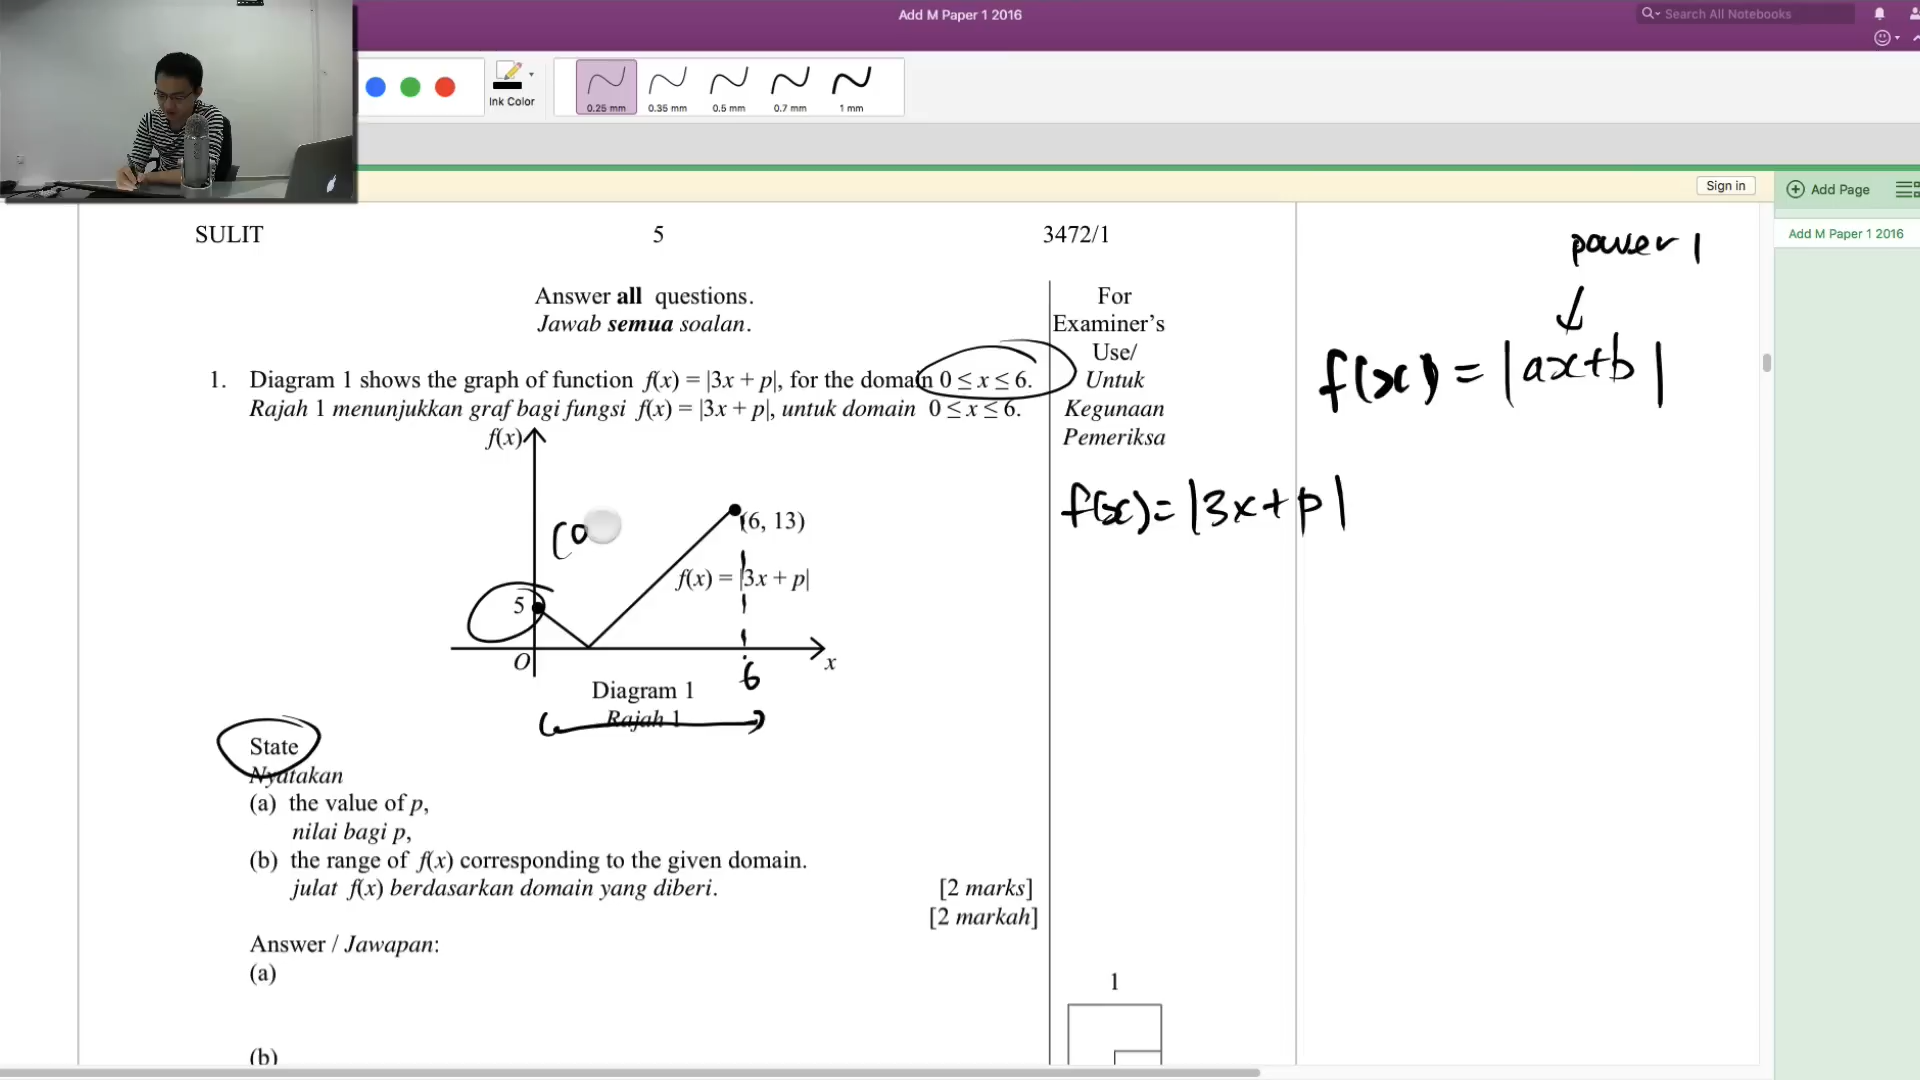 Add M Paper 1 2016
Search All Notebooks
Ink Color
0.25 mm
0.35 mm
0.5 mm
0.7 mm
1 mm
Sign in
Add Page
Add M Paper 1 2016
SULIT 5 3472/1
Answer all questions.
Jawab semua soalan.
For
Examiner's
Use/
Untuk
Kegunaan
Pemeriksa
1. Diagram 1 shows the graph of function f(x) = |3x + p|, for the domain 0 ≤ x ≤ 6.
Rajah 1 menunjukkan graf bagi fungsi f(x) = |3x + p|, untuk domain 0 ≤ x ≤ 6.
f(x)
(0
(6, 13)
f(x) = |3x + p|
5
O
x
6
Diagram 1
Rajah 1
State
Nyatakan
(a) the value of p,
nilai bagi p,
(b) the range of f(x) corresponding to the given domain.
julat f(x) berdasarkan domain yang diberi.
[2 marks]
[2 markah]
Answer / Jawapan:
(a)
(b)
1
power 1
f(x) = |ax+b|
f(x) = |3x+p|